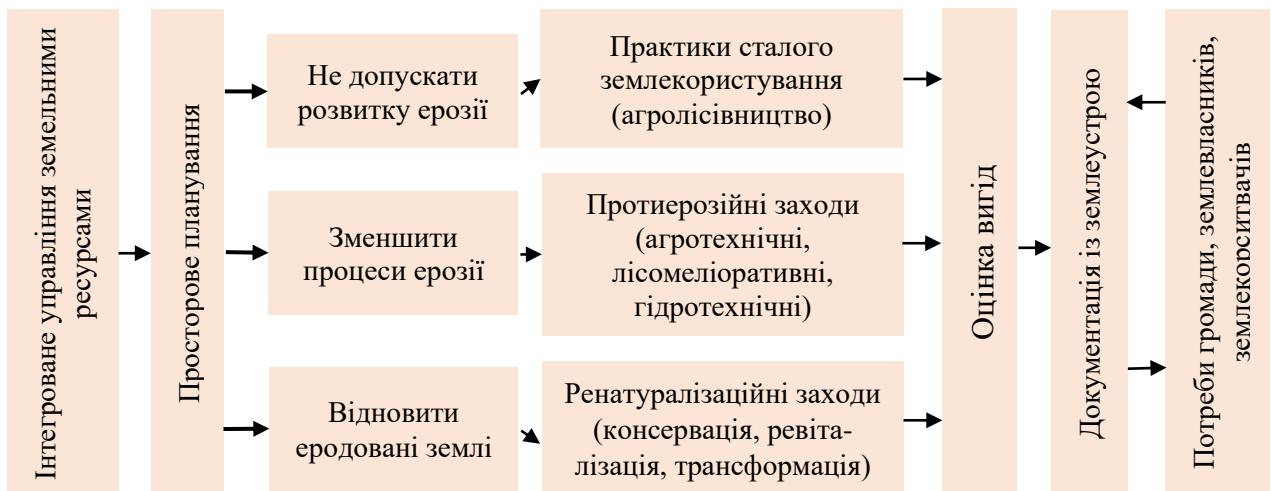 Інтегроване управління земельними
ресурсами
Просторове планування
Не допускати
розвитку ерозії
Практики сталого
землекористування
(агролісівництво)
Зменшити
процеси ерозії
Протиерозійні заходи
(агротехнічні,
лісомеліоративні,
гідротехнічні)
Відновити
еродовані землі
Ренатуралізаційні заходи
(консервація, ревіта-
лізація, трансформація)
Оцінка вигід
Документація із землеустрою
Потреби громади, землевласників,
землекоритвачів